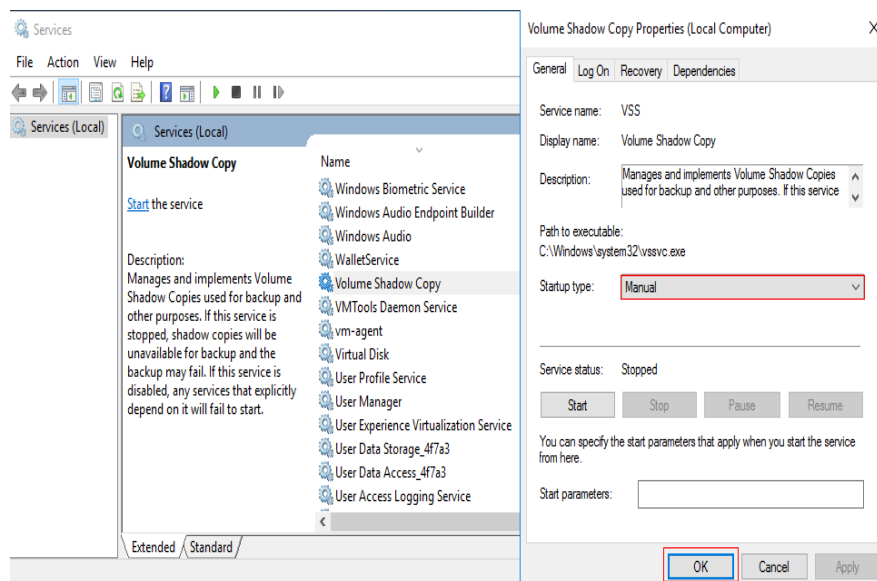 Services
File Action View Help
Services (Local)
Services (Local)
Volume Shadow Copy
Start the service
Description:
Manages and implements Volume
Shadow Copies used for backup and
other purposes. If this service is
stopped, shadow copies will be
unavailable for backup and the
backup may fail. If this service is
disabled, any services that explicitly
depend on it will fail to start.
Name
Windows Biometric Service
Windows Audio Endpoint Builder
Windows Audio
WalletService
Volume Shadow Copy
VMTools Daemon Service
vm-agent
Virtual Disk
User Profile Service
User Manager
User Experience Virtualization Service
User Data Storage_4f7a3
User Data Access_4f7a3
User Access Logging Service
Extended Standard
Volume Shadow Copy Properties (Local Computer)
General Log On Recovery Dependencies
Service name: VSS
Display name: Volume Shadow Copy
Description: Manages and implements Volume Shadow Copies
used for backup and other purposes. If this service
Path to executable:
C:\Windows\system32\vssvc.exe
Startup type: Manual
Service status: Stopped
Start Stop Pause Resume
You can specify the start parameters that apply when you start the service
from here.
Start parameters:
OK Cancel Apply